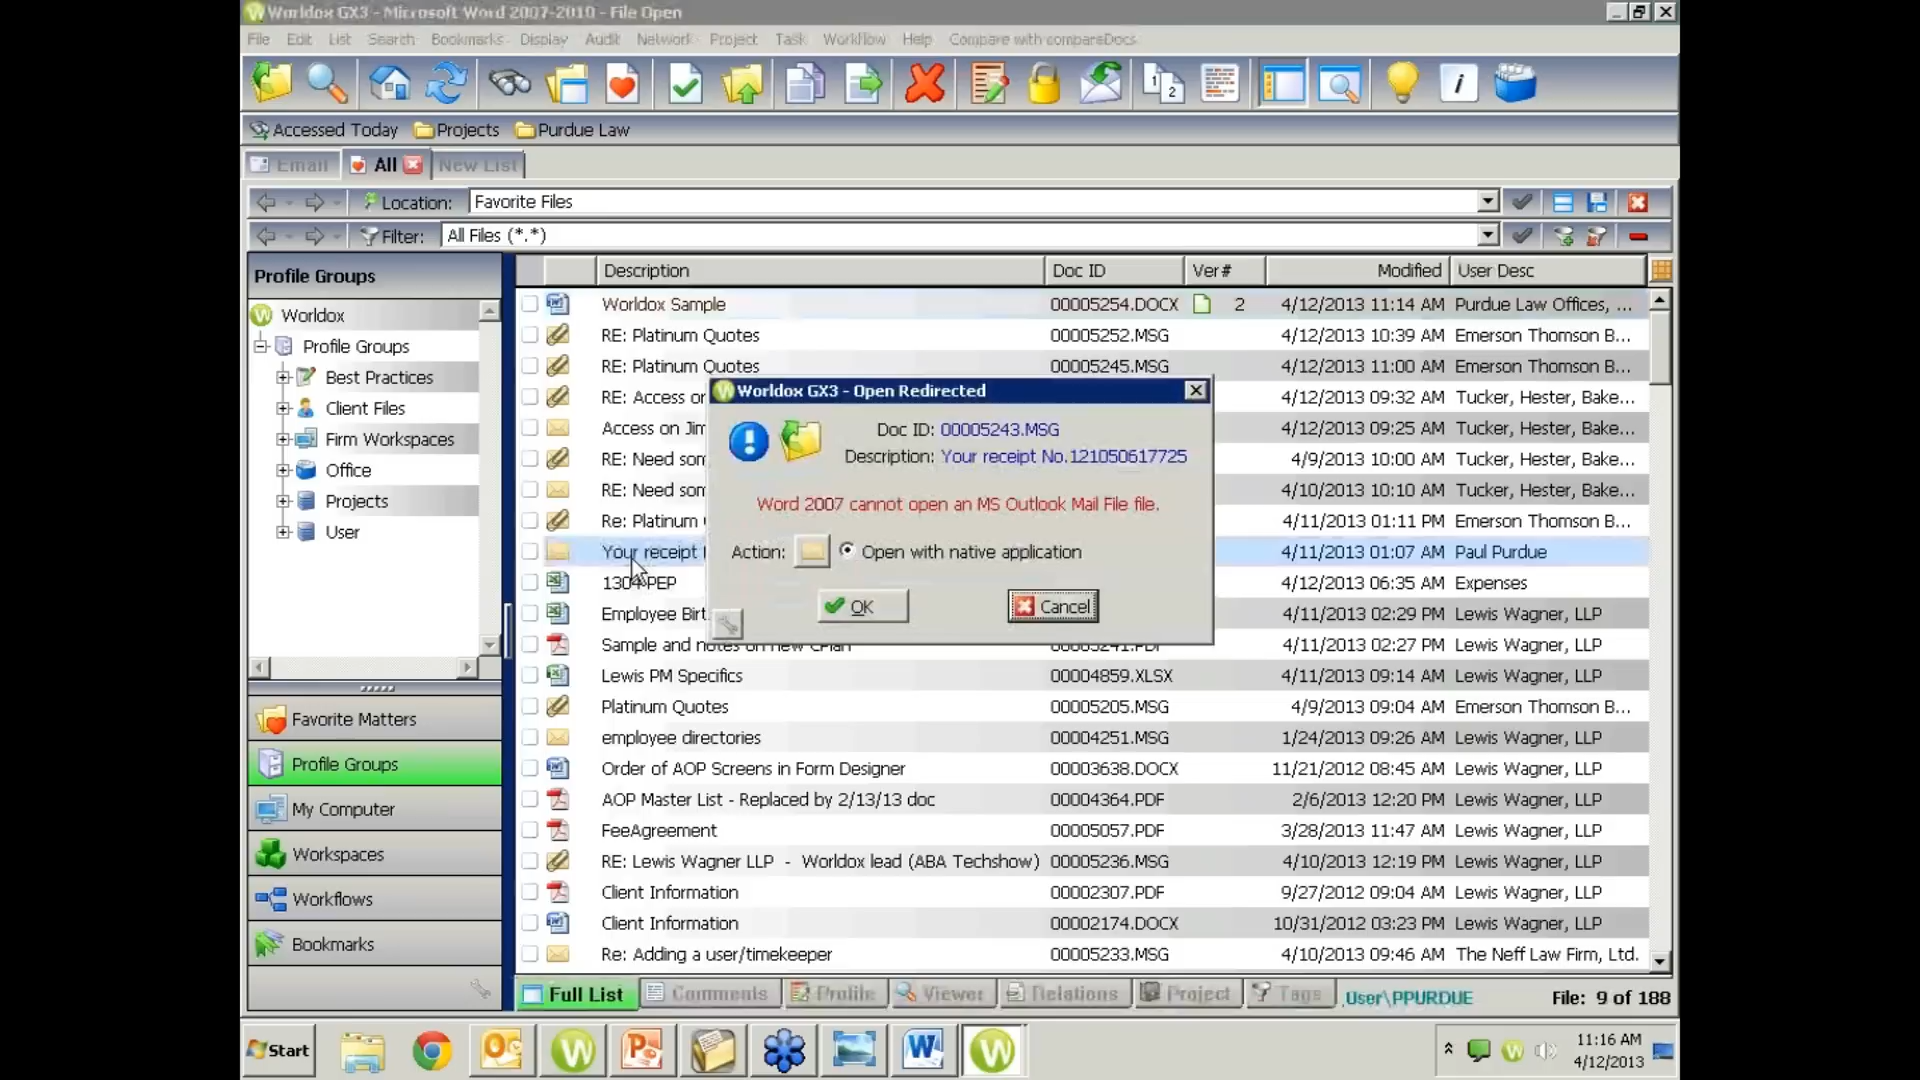 Worldox GX3 - Microsoft Word 2007-2010 - File Open
File Edit List Search Bookmarks Display Audit Network Project Task Workflow Help Compare with compareDocs
Accessed Today Projects Purdue Law
Email All New List
Location: Favorite Files
Filter: All Files (*.*)
Profile Groups
Worldox
Profile Groups
Best Practices
Client Files
Firm Workspaces
Office
Projects
User
Favorite Matters
Profile Groups
My Computer
Workspaces
Workflows
Bookmarks
Description Doc ID Ver# Modified User Desc
Worldox Sample 00005254.DOCX 2 4/12/2013 11:14 AM Purdue Law Offices, ...
RE: Platinum Quotes 00005252.MSG 4/12/2013 10:39 AM Emerson Thomson B...
RE: Platinum Quotes 00005245.MSG 4/12/2013 11:00 AM Emerson Thomson B...
RE: Access or 4/12/2013 09:32 AM Tucker, Hester, Bake...
Access on Jim 4/12/2013 09:25 AM Tucker, Hester, Bake...
RE: Need som 4/9/2013 10:00 AM Tucker, Hester, Bake...
RE: Need som 4/10/2013 10:10 AM Tucker, Hester, Bake...
Re: Platinum 4/11/2013 01:11 PM Emerson Thomson B...
Your receipt 4/11/2013 01:07 AM Paul Purdue
1304 PEP 4/12/2013 06:35 AM Expenses
Employee Birt 4/11/2013 02:29 PM Lewis Wagner, LLP
Sample and notes on new CPlan 00005241.PDF 4/11/2013 02:27 PM Lewis Wagner, LLP
Lewis PM Specifics 00004859.XLSX 4/11/2013 09:14 AM Lewis Wagner, LLP
Platinum Quotes 00005205.MSG 4/9/2013 09:04 AM Emerson Thomson B...
employee directories 00004251.MSG 1/24/2013 09:26 AM Lewis Wagner, LLP
Order of AOP Screens in Form Designer 00003638.DOCX 11/21/2012 08:45 AM Lewis Wagner, LLP
AOP Master List - Replaced by 2/13/13 doc 00004364.PDF 2/6/2013 12:20 PM Lewis Wagner, LLP
FeeAgreement 00005057.PDF 3/28/2013 11:47 AM Lewis Wagner, LLP
RE: Lewis Wagner LLP - Worldox lead (ABA Techshow) 00005236.MSG 4/10/2013 12:19 PM Lewis Wagner, LLP
Client Information 00002307.PDF 9/27/2012 09:04 AM Lewis Wagner, LLP
Client Information 00002174.DOCX 10/31/2012 03:23 PM Lewis Wagner, LLP
Re: Adding a user/timekeeper 00005233.MSG 4/10/2013 09:46 AM The Neff Law Firm, Ltd.
Worldox GX3 - Open Redirected
Doc ID: 00005243.MSG
Description: Your receipt No.121050617725
Word 2007 cannot open an MS Outlook Mail File file.
Action: Open with native application
OK Cancel
Full List Comments Profile Viewer Relations Project Tags User\PPURDUE File: 9 of 188
Start
11:16 AM
4/12/2013